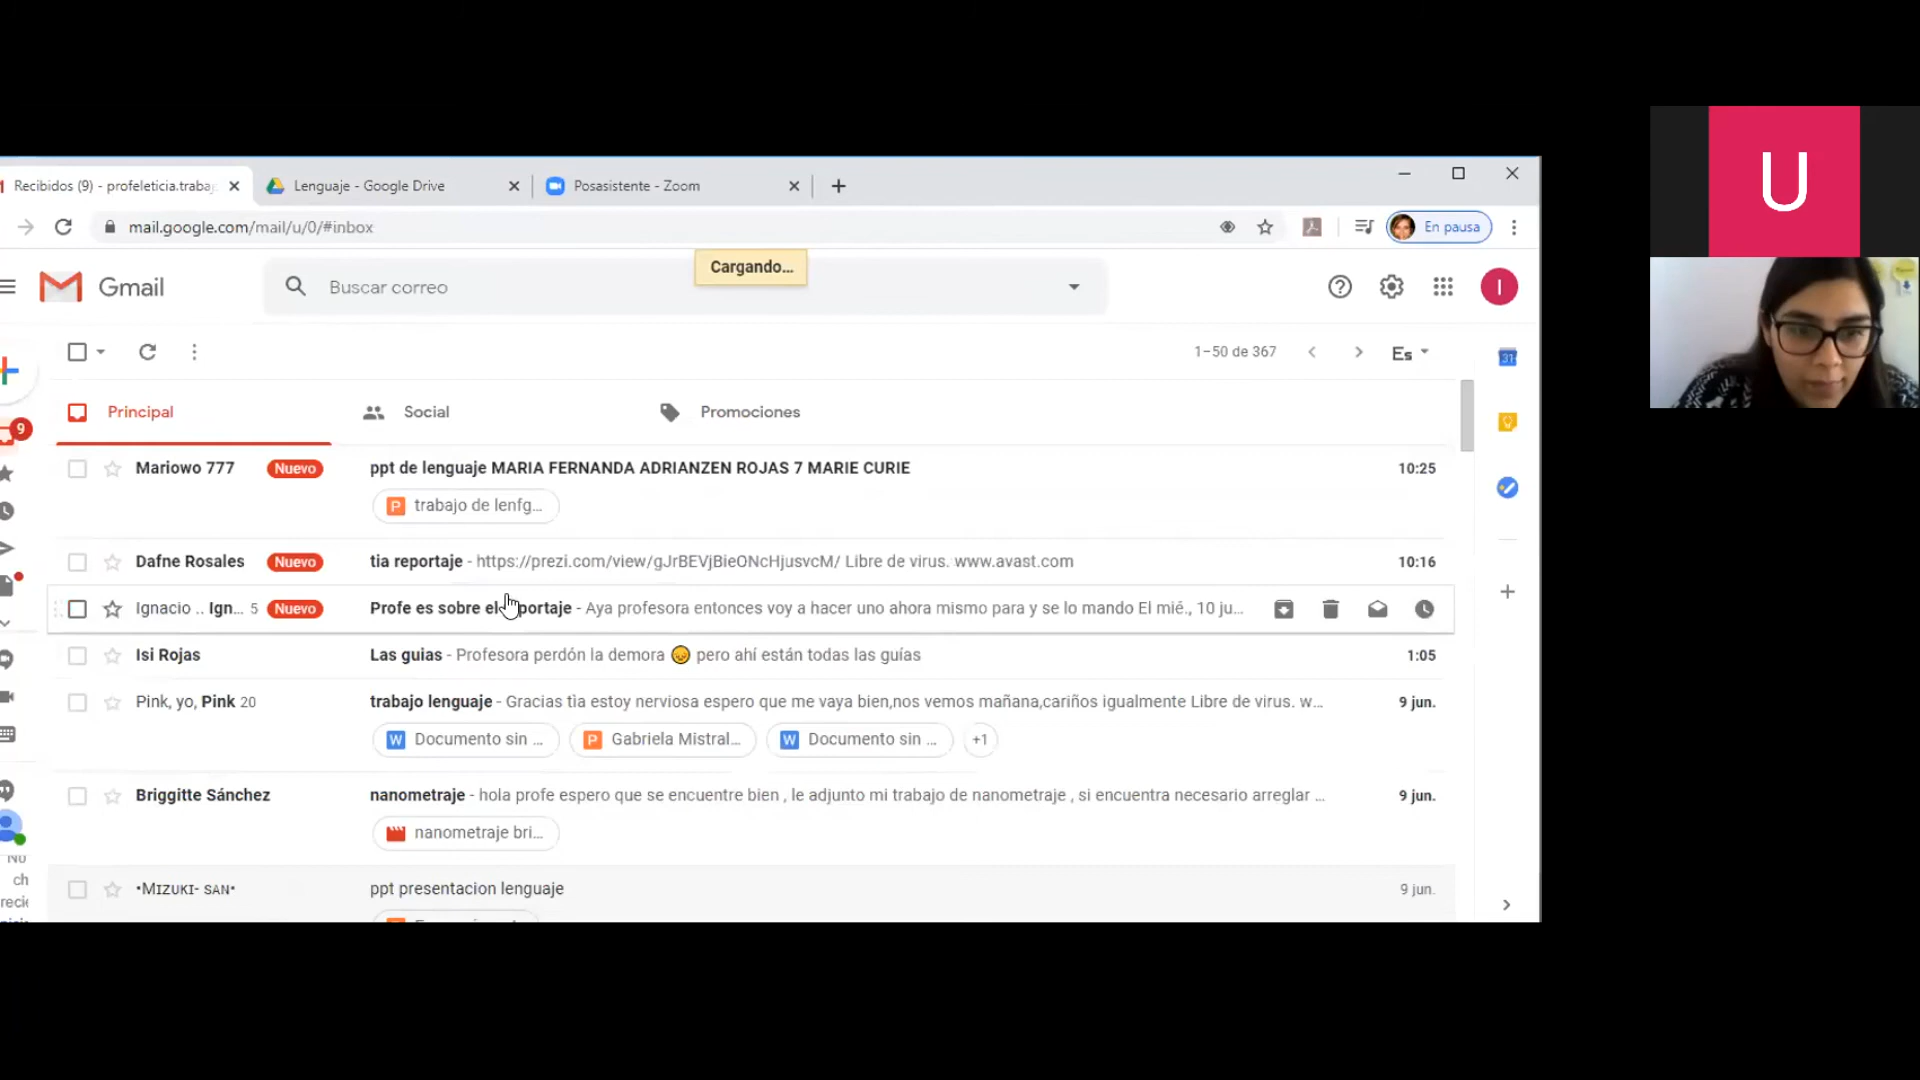 U
Recibidos (9) - profeleticia.traba
Lenguaje - Google Drive
Posasistente - Zoom
mail.google.com/mail/u/0/#inbox
En pausa
Cargando...
Gmail
Buscar correo
I
1–50 de 367
Es
31
Principal
Social
Promociones
9
Mariowo 777
Nuevo
ppt de lenguaje MARIA FERNANDA ADRIANZEN ROJAS 7 MARIE CURIE
10:25
P trabajo de lenfg...
Dafne Rosales
Nuevo
tia reportaje - https://prezi.com/view/gJrBEVjBieONcHjusvcM/ Libre de virus. www.avast.com
10:16
Ignacio .. Ign... 5
Nuevo
Profe es sobre el portaje - Aya profesora entonces voy a hacer uno ahora mismo para y se lo mando El mié., 10 ju...
Isi Rojas
Las guias - Profesora perdón la demora 😞 pero ahí están todas las guías
1:05
Pink, yo, Pink 20
trabajo lenguaje - Gracias tìa estoy nerviosa espero que me vaya bien,nos vemos mañana,cariños igualmente Libre de virus. w...
9 jun.
W Documento sin ...
P Gabriela Mistral...
W Documento sin ...
+1
Briggitte Sánchez
nanometraje - hola profe espero que se encuentre bien , le adjunto mi trabajo de nanometraje , si encuentra necesario arreglar ...
9 jun.
nanometraje bri...
•Mizuki- san•
ppt presentacion lenguaje
9 jun.
ch